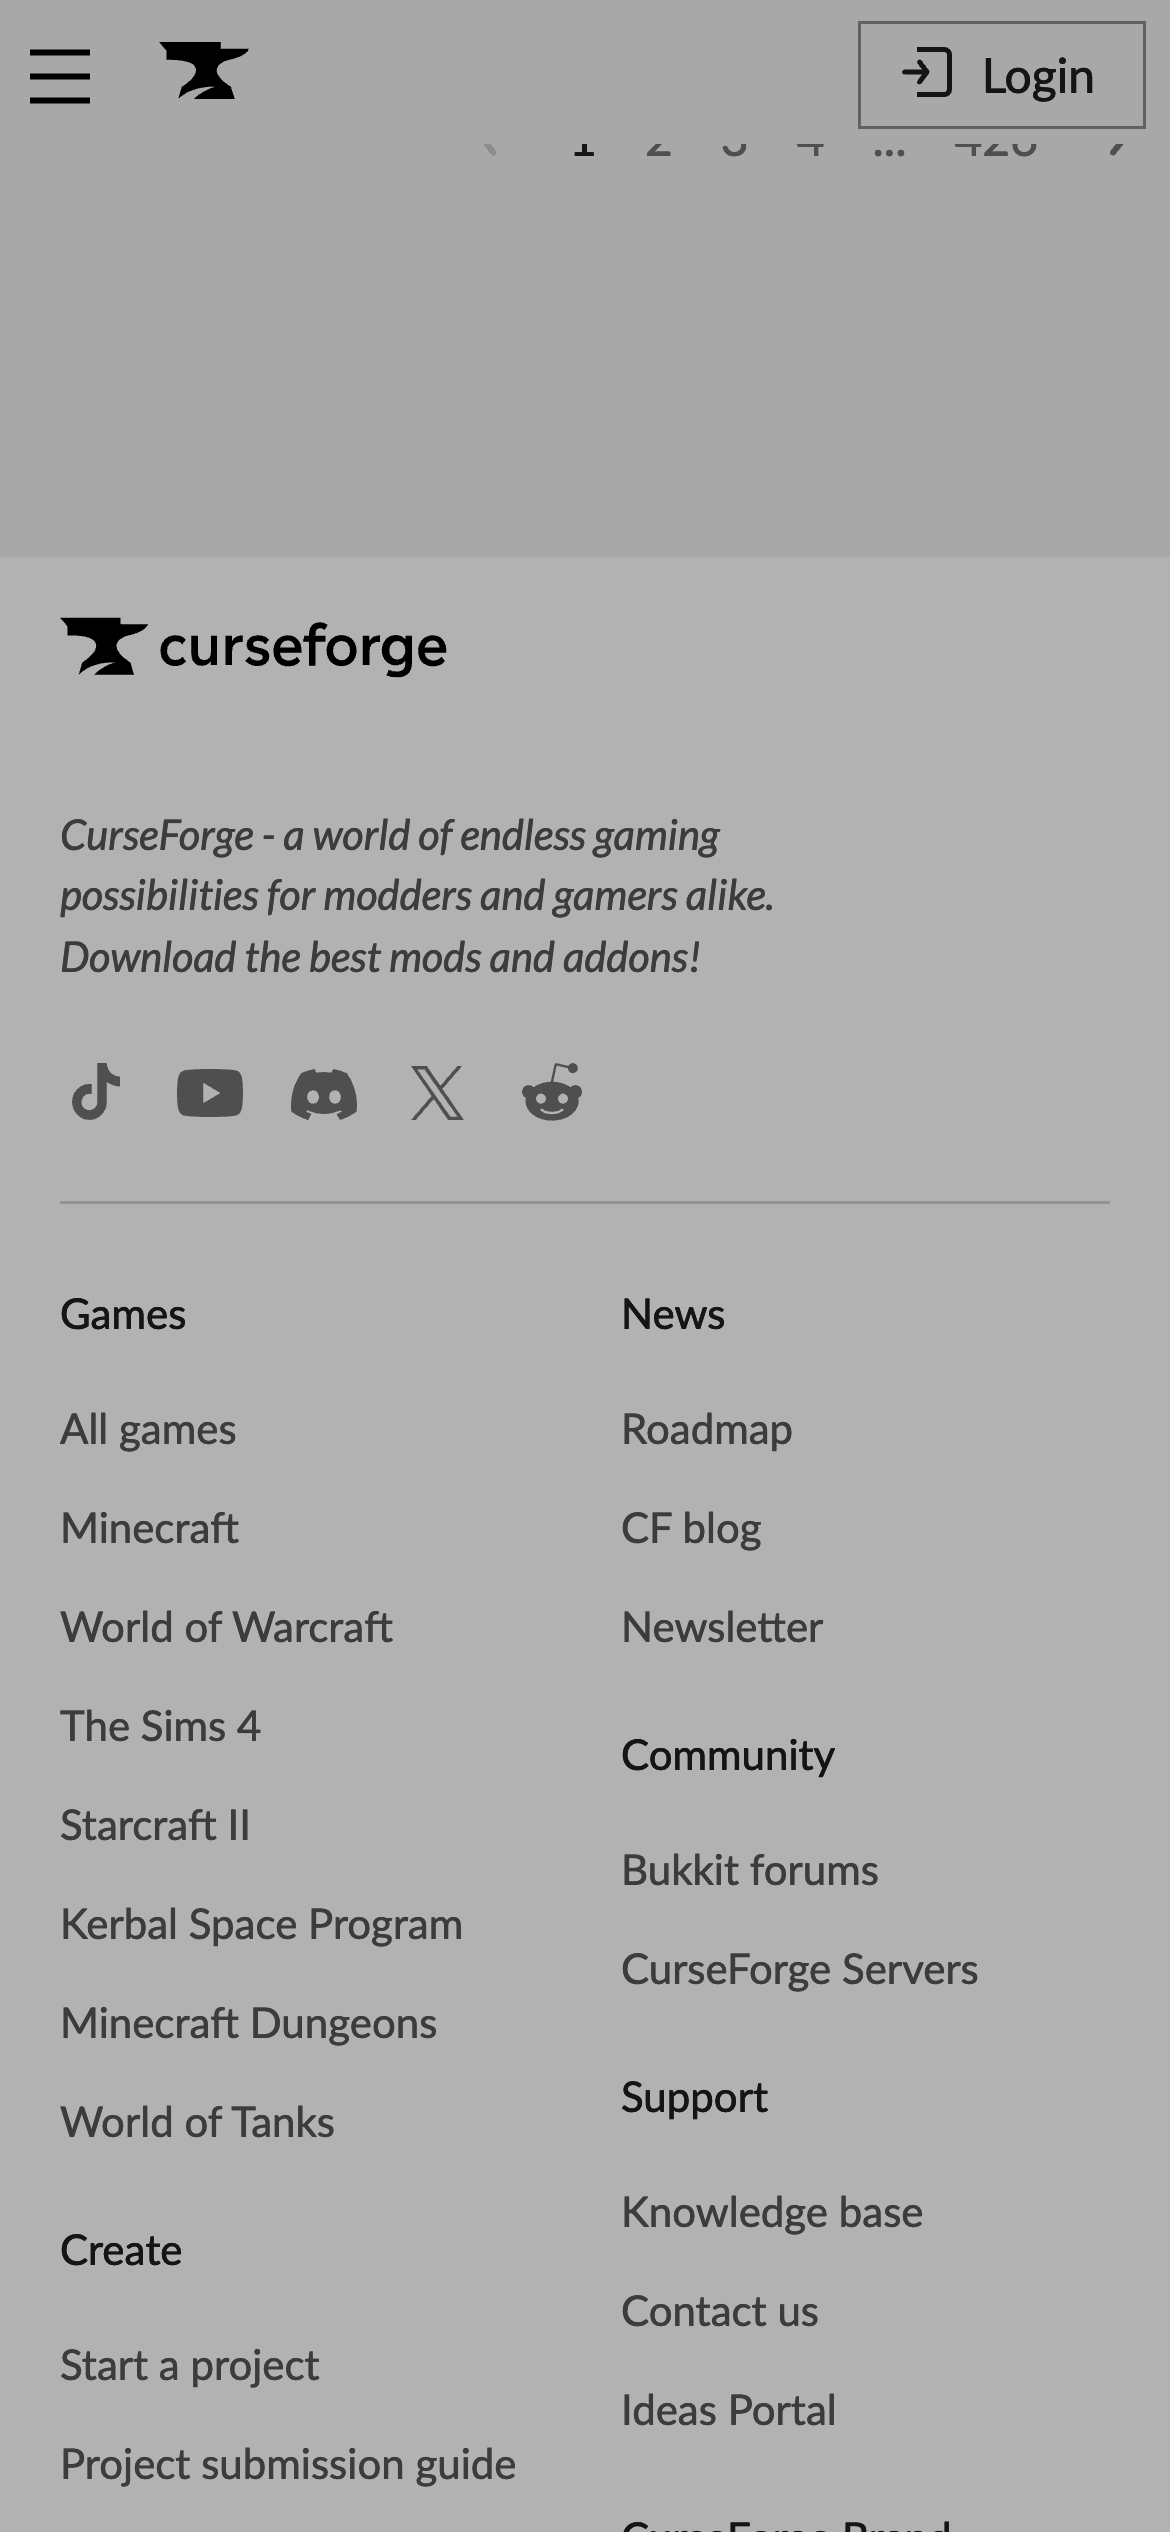 Login
1 2 3 4 ...
curseforge
CurseForge - a world of endless gaming
possibilities for modders and gamers alike.
Download the best mods and addons!
Games
All games
Minecraft
World of Warcraft
The Sims 4
Starcraft II
Kerbal Space Program
Minecraft Dungeons
World of Tanks
Create
Start a project
Project submission guide
News
Roadmap
CF blog
Newsletter
Community
Bukkit forums
CurseForge Servers
Support
Knowledge base
Contact us
Ideas Portal
CurseForge Brand